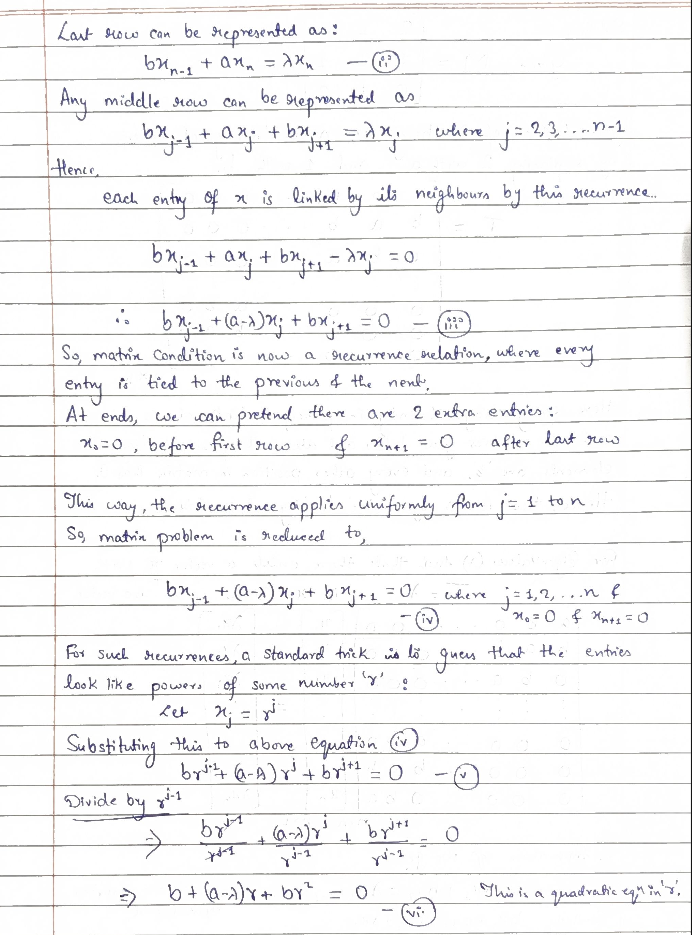 Last row can be represented as:
bx_{n-1} + ax_n = λx_n — (ii)
Any middle row can be represented as
bx_{j-1} + ax_j + bx_{j+1} = λx_j where j = 2,3,....n-1
Hence,
each entry of x is linked by its neighbours by this recurrence..
bx_{j-1} + ax_j + bx_{j+1} - λx_j = 0
∴ bx_{j-1} + (a-λ)x_j + bx_{j+1} = 0 — (iii)
So, matrix condition is now a recurrence relation, where every
entry is tied to the previous & the next.
At ends, we can pretend there are 2 extra entries:
x_0=0, before first row & x_{n+1} = 0 after last row
This way, the recurrence applies uniformly from j= 1 to n
So, matrix problem is reduced to,
bx_{j-1} + (a-λ)x_j + b.x_{j+1} = 0 where j=1,2,...n &
— (iv) x_0=0 & x_{n+1}=0
For such recurrences, a standard trick is to guess that the entries
look like powers of some number 'r' :
Let x_j = r^j
Substituting this to above equation (iv)
br^{j-1} + (a-λ)r^j + br^{j+1} = 0 — (v)
Divide by r^{j-1}
⇒ br^{j-1}/r^{j-1} + (a-λ)r^j/r^{j-1} + br^{j+1}/r^{j-1} = 0
⇒ b + (a-λ)r + br² = 0 This is a quadratic eqn in 'r'.
— (vi)